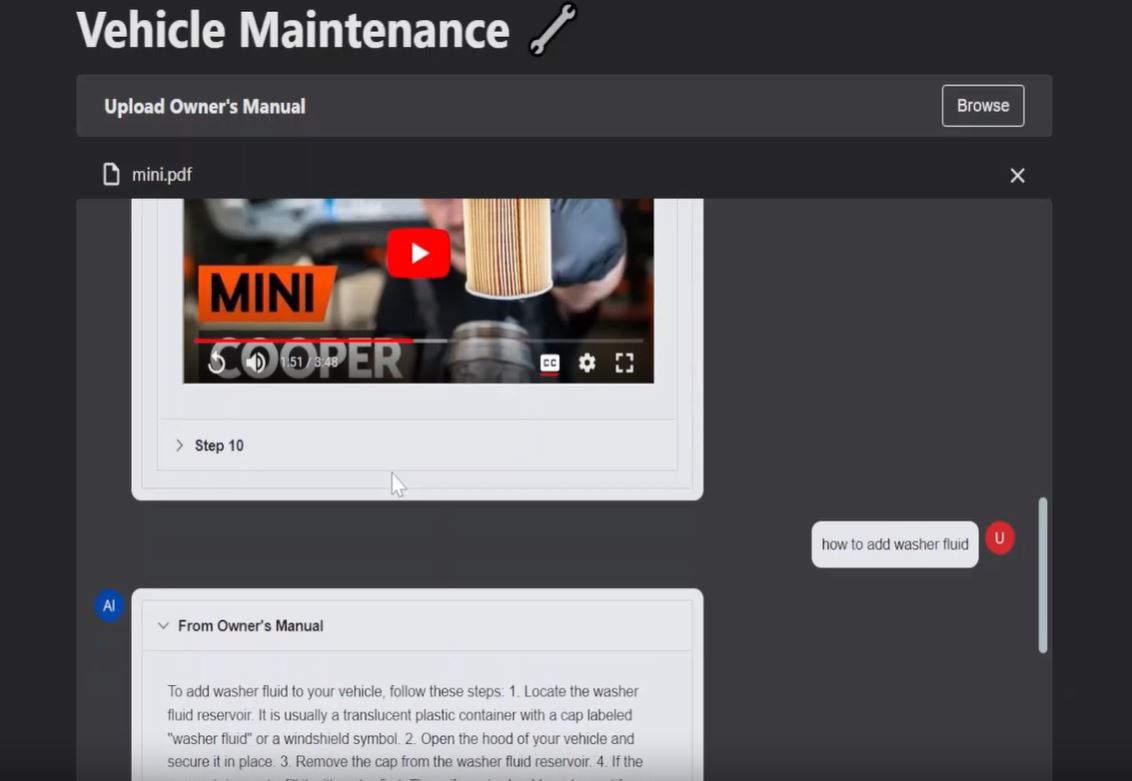 Vehicle Maintenance
Upload Owner's Manual
Browse
mini.pdf
MINI
COOPER
1:51 / 3:48
CC
Step 10
how to add washer fluid
U
AI
From Owner's Manual
To add washer fluid to your vehicle, follow these steps: 1. Locate the washer
fluid reservoir. It is usually a translucent plastic container with a cap labeled
"washer fluid" or a windshield symbol. 2. Open the hood of your vehicle and
secure it in place. 3. Remove the cap from the washer fluid reservoir. 4. If the